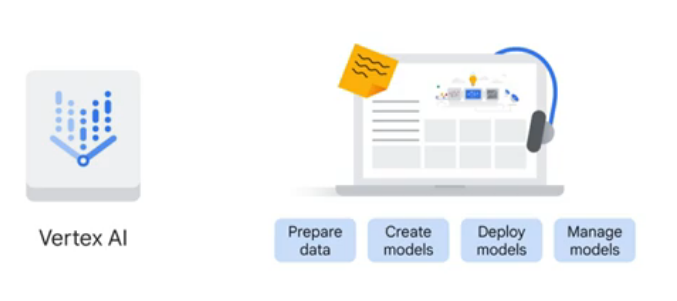 Vertex AI
Prepare
data
Create
models
Deploy
models
Manage
models